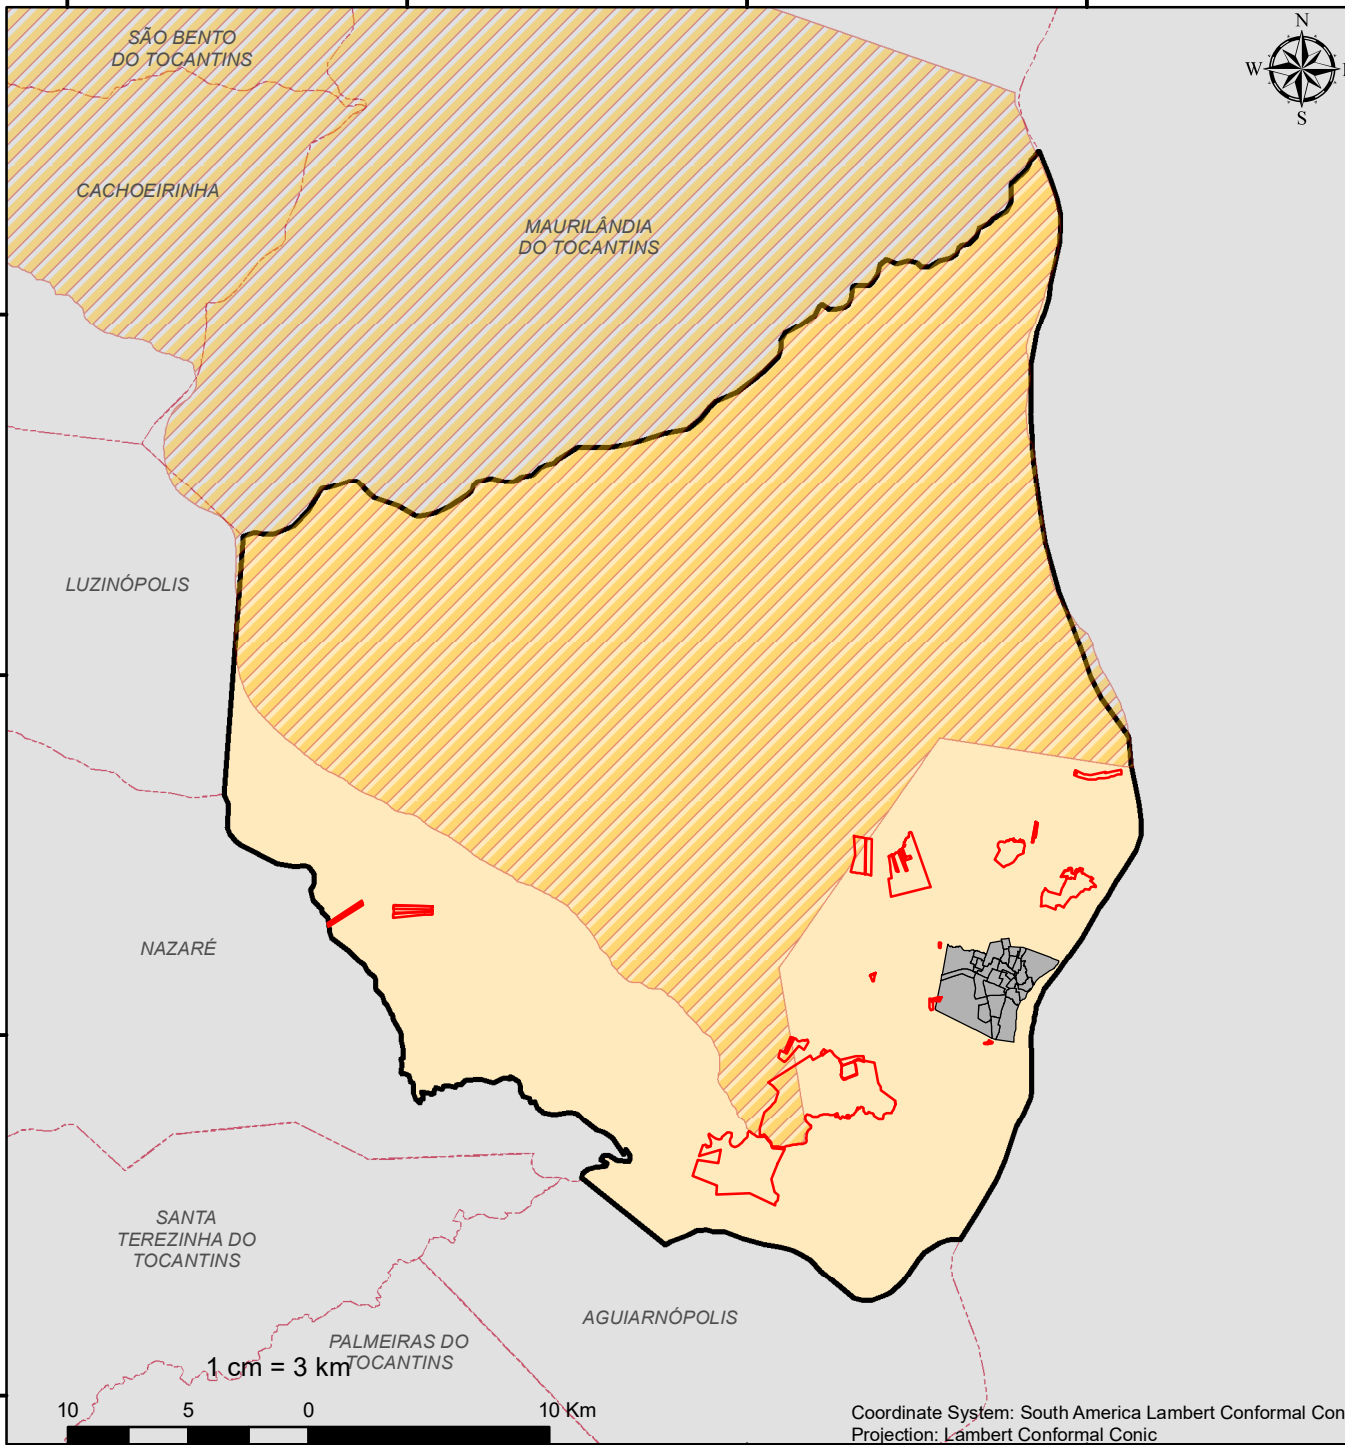 N
W
S
SÃO BENTO
DO TOCANTINS
CACHOEIRINHA
MAURILÂNDIA
DO TOCANTINS
LUZINÓPOLIS
NAZARÉ
SANTA
TEREZINHA DO
TOCANTINS
AGUIARNÓPOLIS
PALMEIRAS DO
TOCANTINS
1 cm = 3 km
10 5 0 10 Km
Coordinate System: South America Lambert Conformal Con
Projection: Lambert Conformal Conic